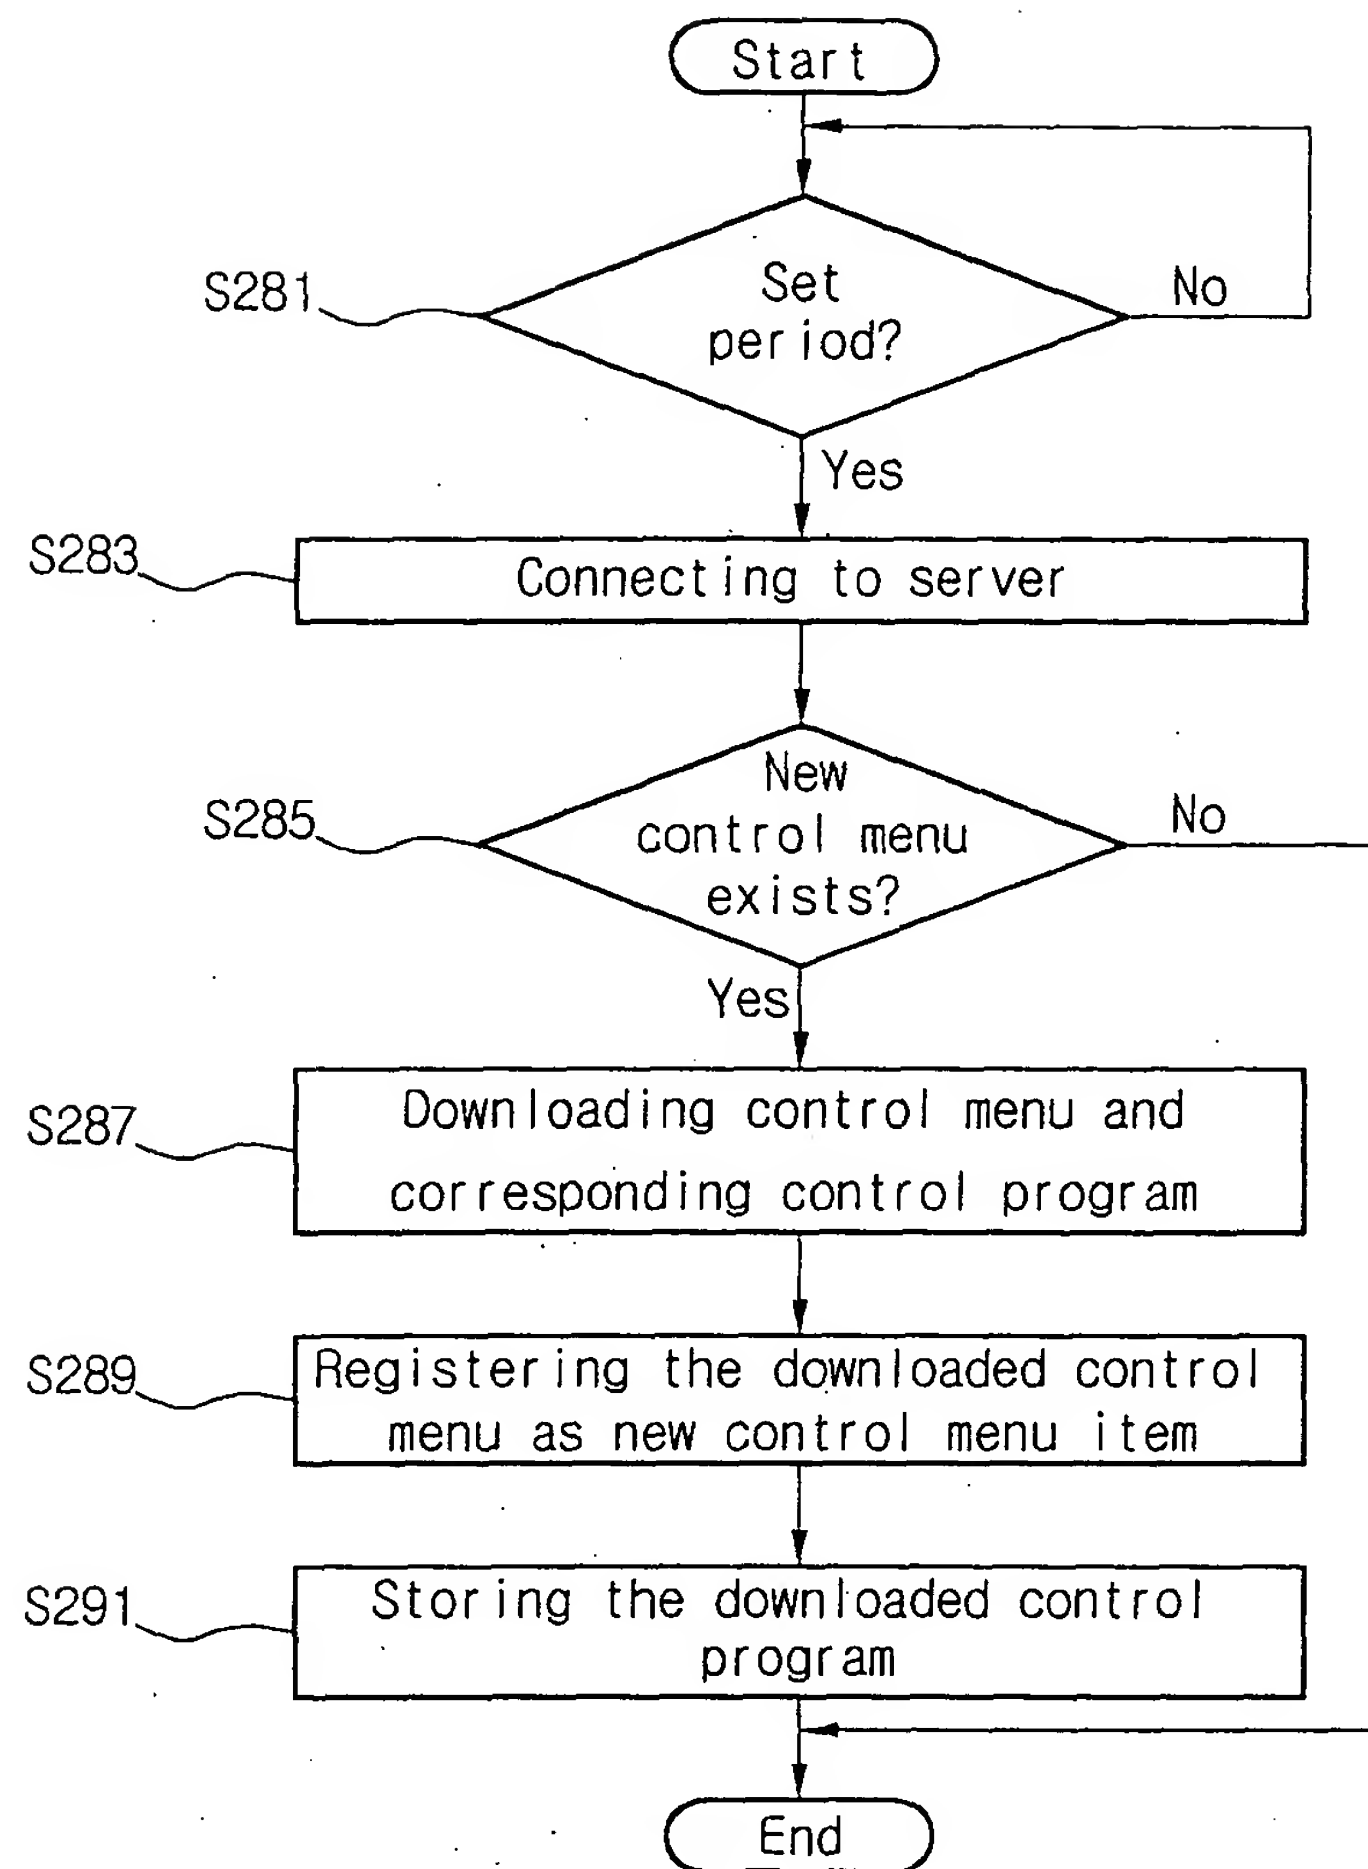 Start
S281
Set
period?
No
Yes
S283
Connecting to server
S285
New
control menu
exists?
No
Yes
S287
Downloading control menu and
corresponding control program
S289
Registering the downloaded control
menu as new control menu item
S291
Storing the downloaded control
program
End